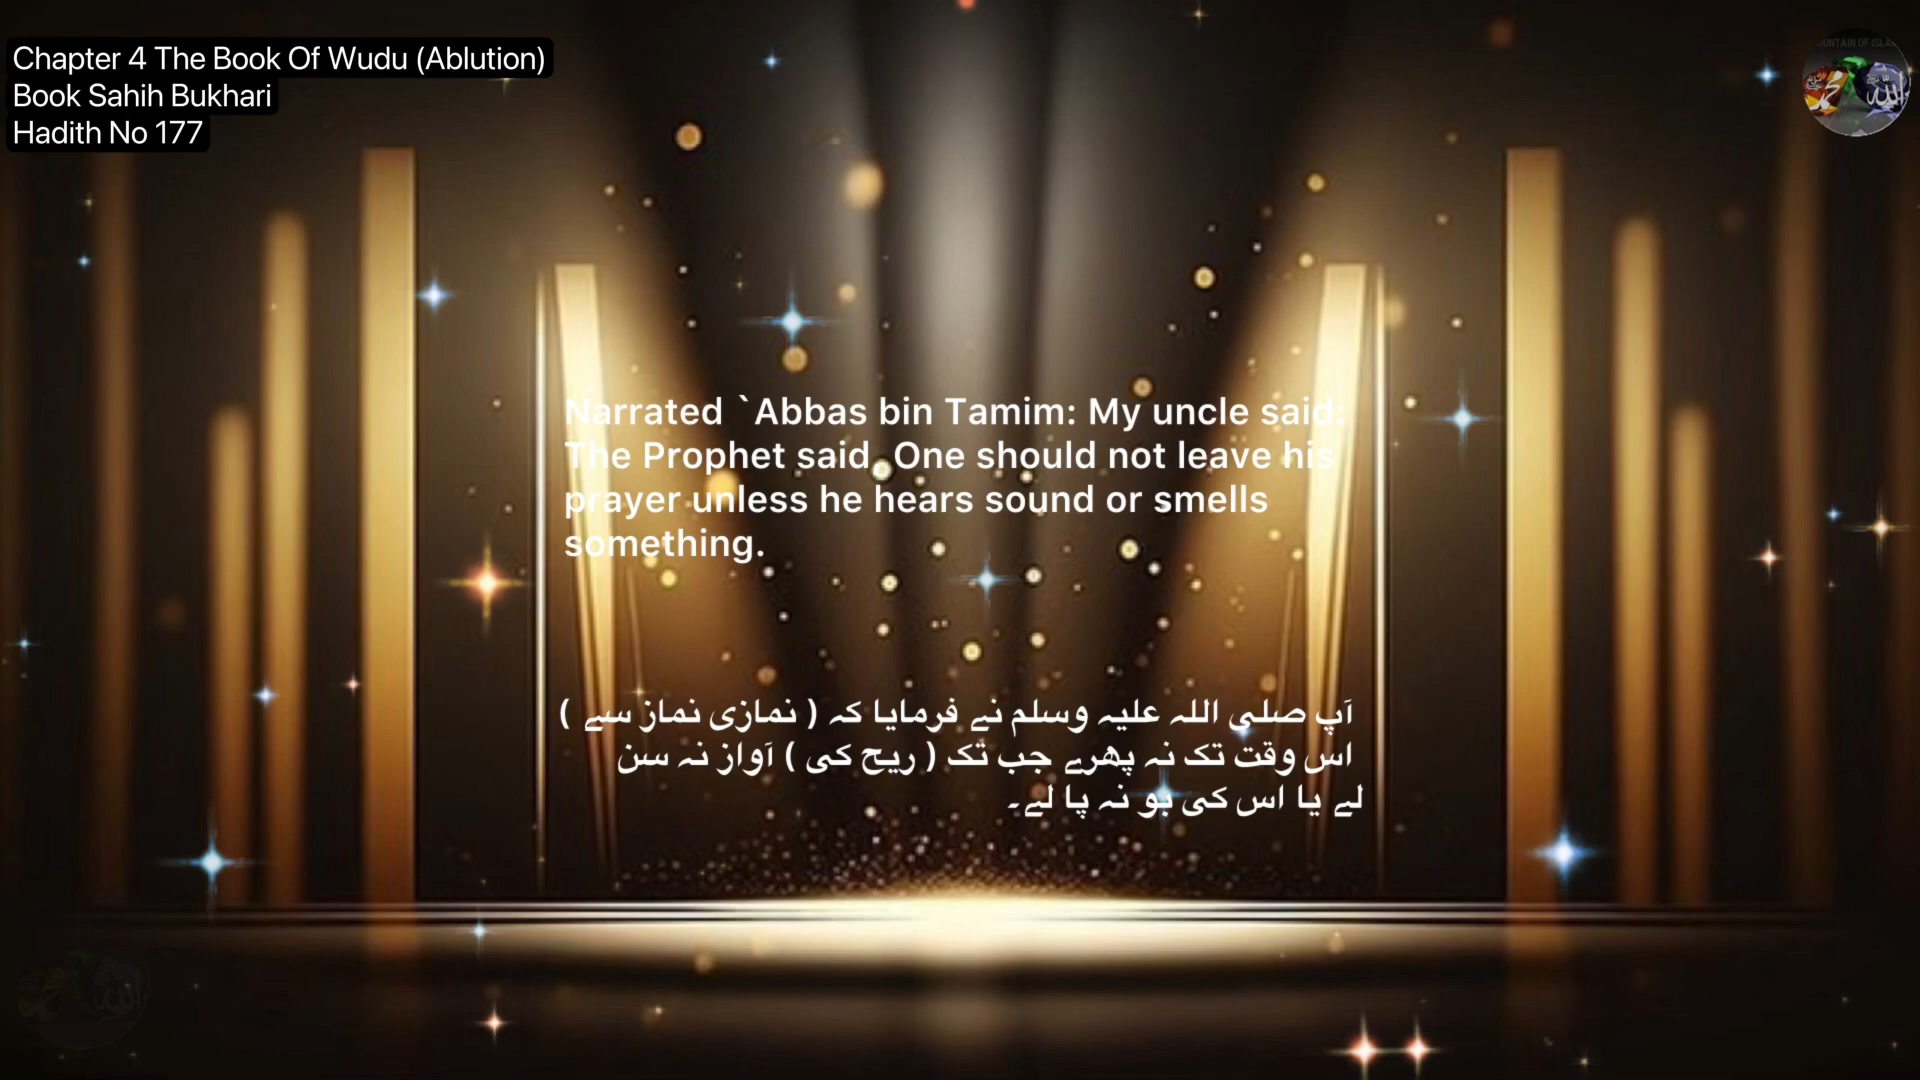 Chapter 4 The Book Of Wudu (Ablution)
Book Sahih Bukhari
Hadith No 177
Narrated `Abbas bin Tamim: My uncle said:
The Prophet said, One should not leave his
prayer unless he hears sound or smells
something.
آپ صلی اللہ علیہ وسلم نے فرمایا کہ ( نمازی نماز سے )
اس وقت تک نہ پھرے جب تک ( ریح کی ) آواز نہ سن
لے یا اس کی بو نہ پا لے۔